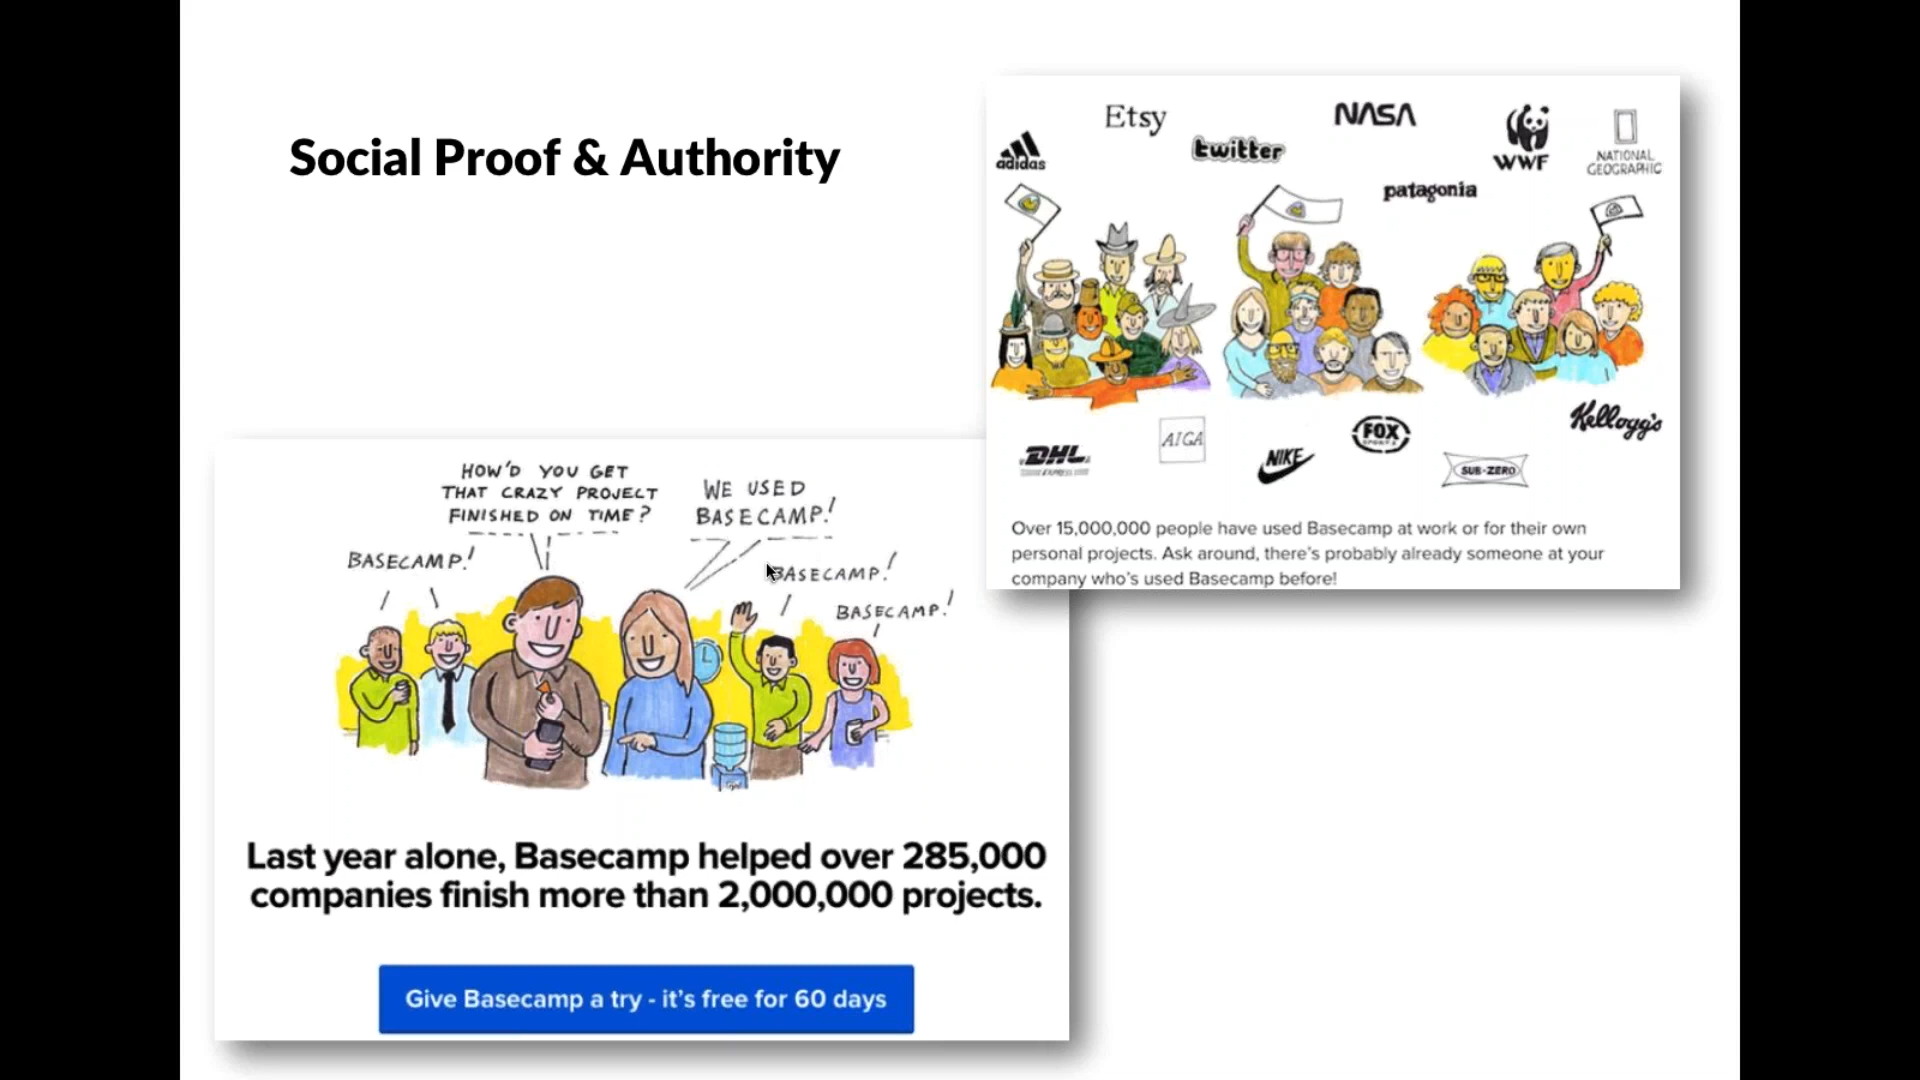 Social Proof & Authority
Etsy
NASA
adidas
twitter
WWF
NATIONAL
GEOGRAPHIC
patagonia
DHL
EXPRESS
AIGA
NIKE
FOX
SPORTS
SUB-ZERO
Kellogg's
Over 15,000,000 people have used Basecamp at work or for their own
personal projects. Ask around, there's probably already someone at your
company who's used Basecamp before!
HOW'D YOU GET
THAT CRAZY PROJECT
FINISHED ON TIME?
WE USED
BASECAMP!
BASECAMP!
BASECAMP!
BASECAMP!
Last year alone, Basecamp helped over 285,000
companies finish more than 2,000,000 projects.
Give Basecamp a try - it's free for 60 days